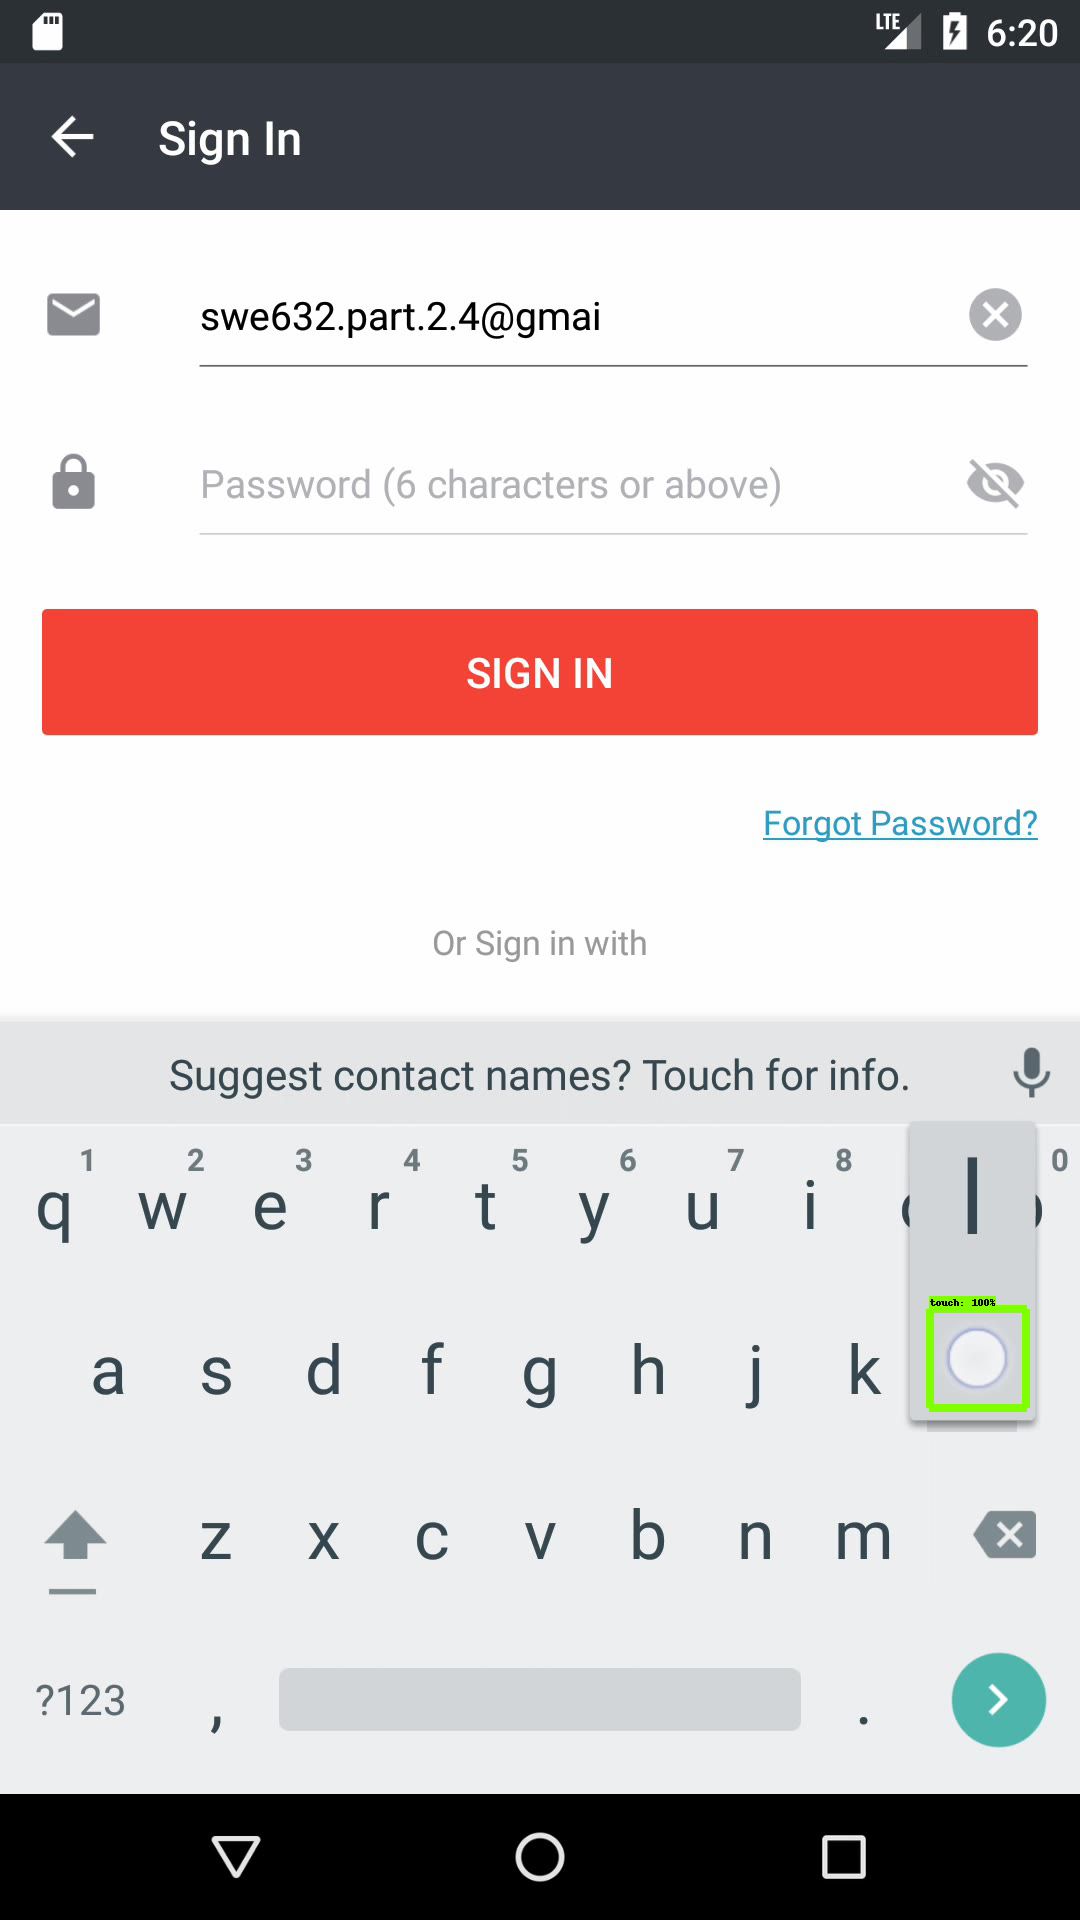 LTE 6:20
Sign In
swe632.part.2.4@gmai
Password (6 characters or above)
SIGN IN
Forgot Password?
Or Sign in with
Suggest contact names? Touch for info.
1 2 3 4 5 6 7 8 0
q w e r t y u i
l
touch: 100%
a s d f g h j k
z x c v b n m
?123 , .